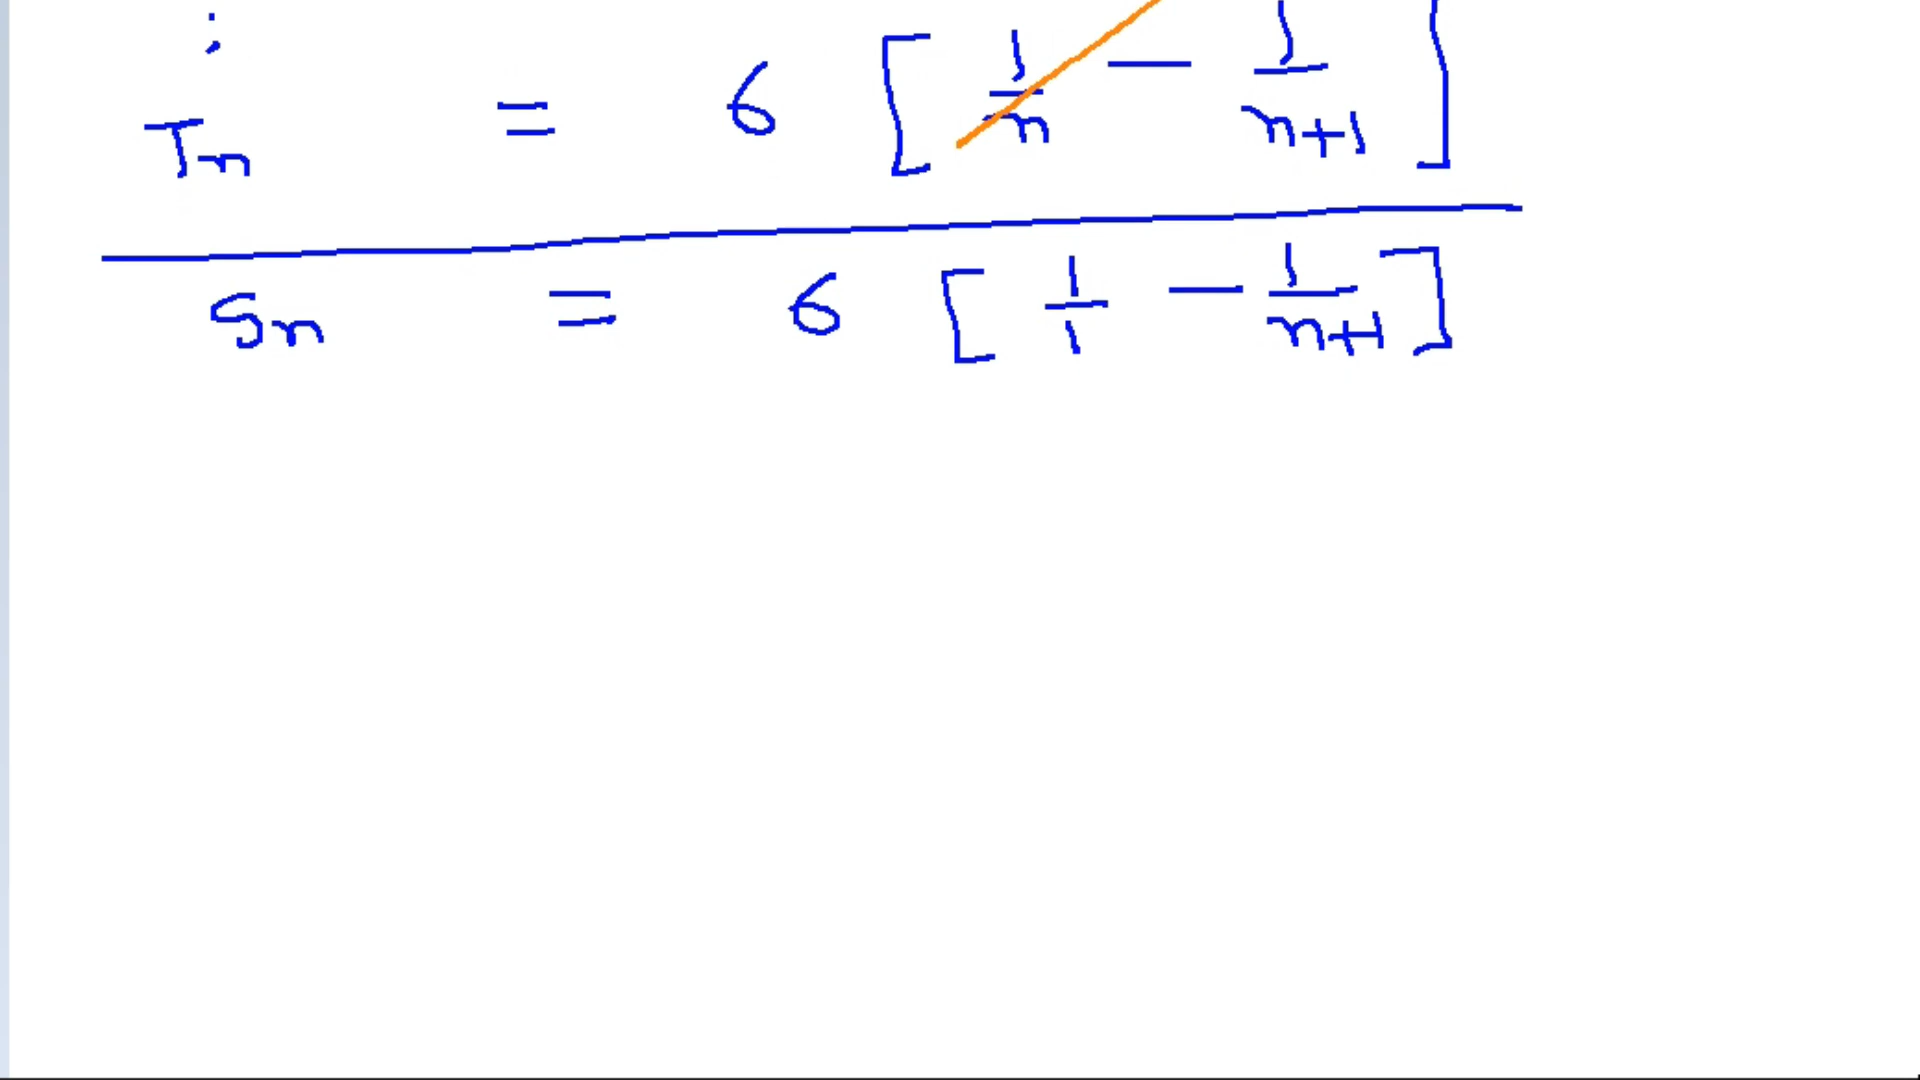 :
Tn = 6 [ 1/n - 1/n+1 ]
Sn = 6 [ 1/1 - 1/n+1 ]